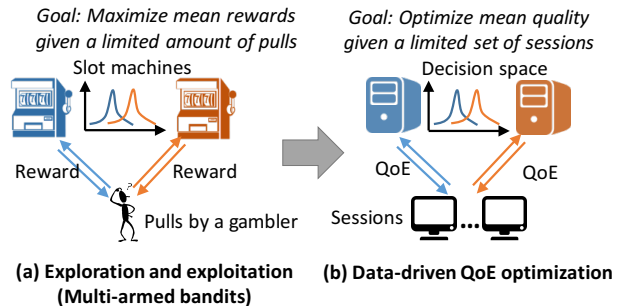 Goal: Maximize mean rewards
given a limited amount of pulls
Slot machines
Reward
Reward
Pulls by a gambler
(a) Exploration and exploitation
(Multi-armed bandits)
Goal: Optimize mean quality
given a limited set of sessions
Decision space
QoE
QoE
Sessions
...
(b) Data-driven QoE optimization